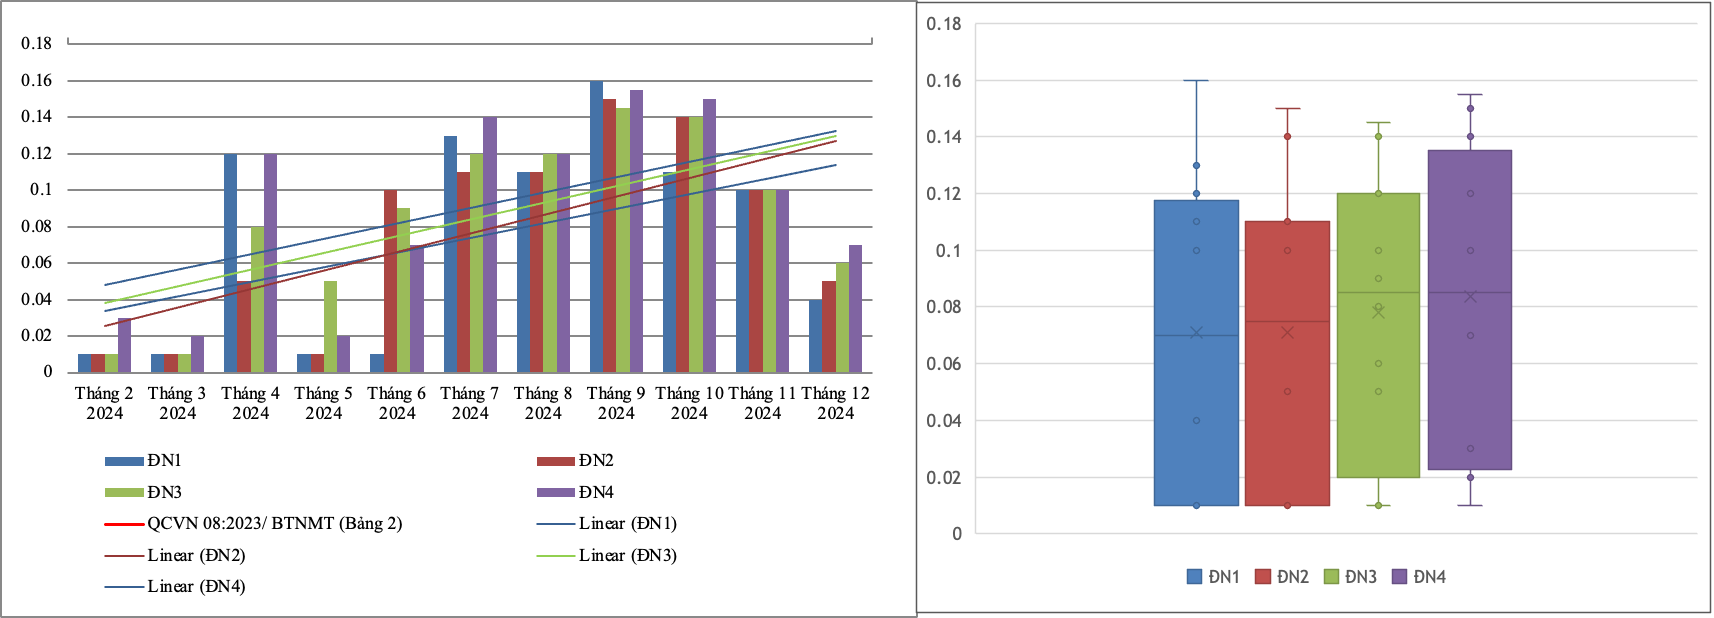 0.18
0.16
0.14
0.12
0.1
0.08
0.06
0.04
0.02
0
Tháng 2 2024
Tháng 3 2024
Tháng 4 2024
Tháng 5 2024
Tháng 6 2024
Tháng 7 2024
Tháng 8 2024
Tháng 9 2024
Tháng 10 2024
Tháng 11 2024
Tháng 12 2024
ĐN1
ĐN2
ĐN3
ĐN4
QCVN 08:2023/ BTNMT (Bảng 2)
Linear (ĐN1)
Linear (ĐN2)
Linear (ĐN3)
Linear (ĐN4)
0.18
0.16
0.14
0.12
0.1
0.08
0.06
0.04
0.02
0
ĐN1 ĐN2 ĐN3 ĐN4